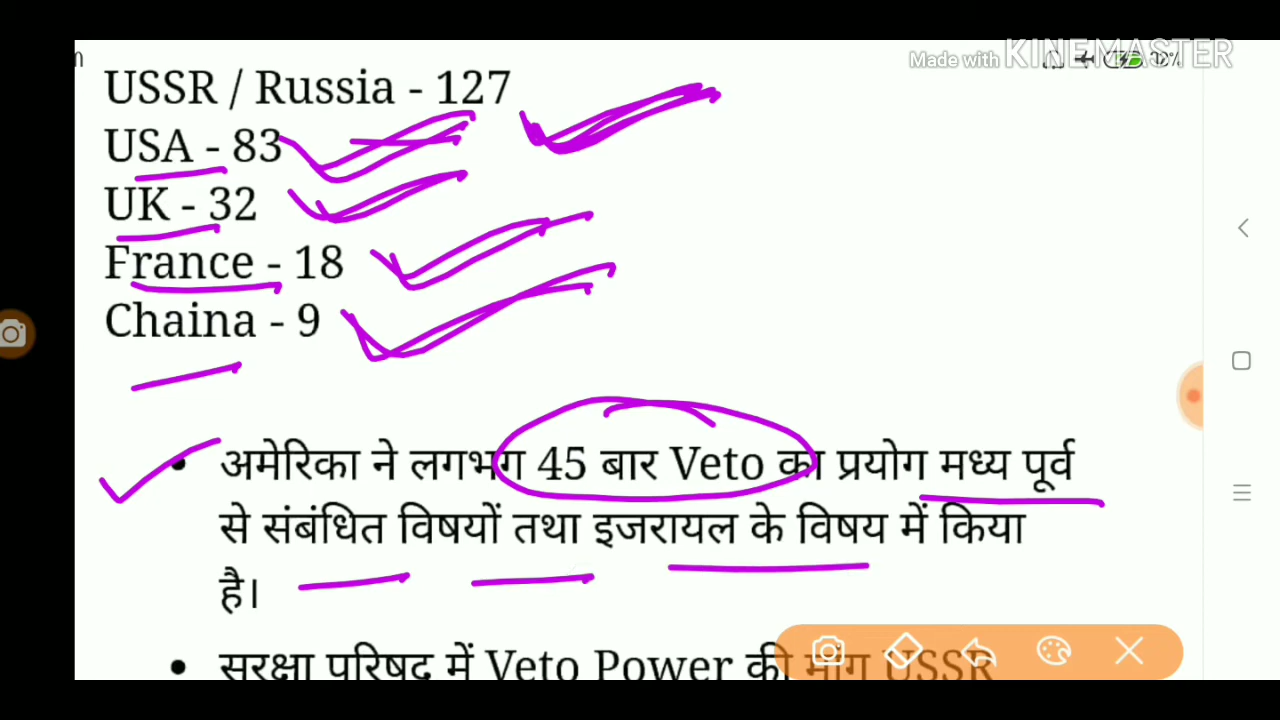 Made with KINEMASTER
USSR / Russia - 127
USA - 83
UK - 32
France - 18
Chaina - 9
• अमेरिका ने लगभग 45 बार Veto का प्रयोग मध्य पूर्व
से संबंधित विषयों तथा इजरायल के विषय में किया
है।
• सुरक्षा परिषद में Veto Power की मांग USSR